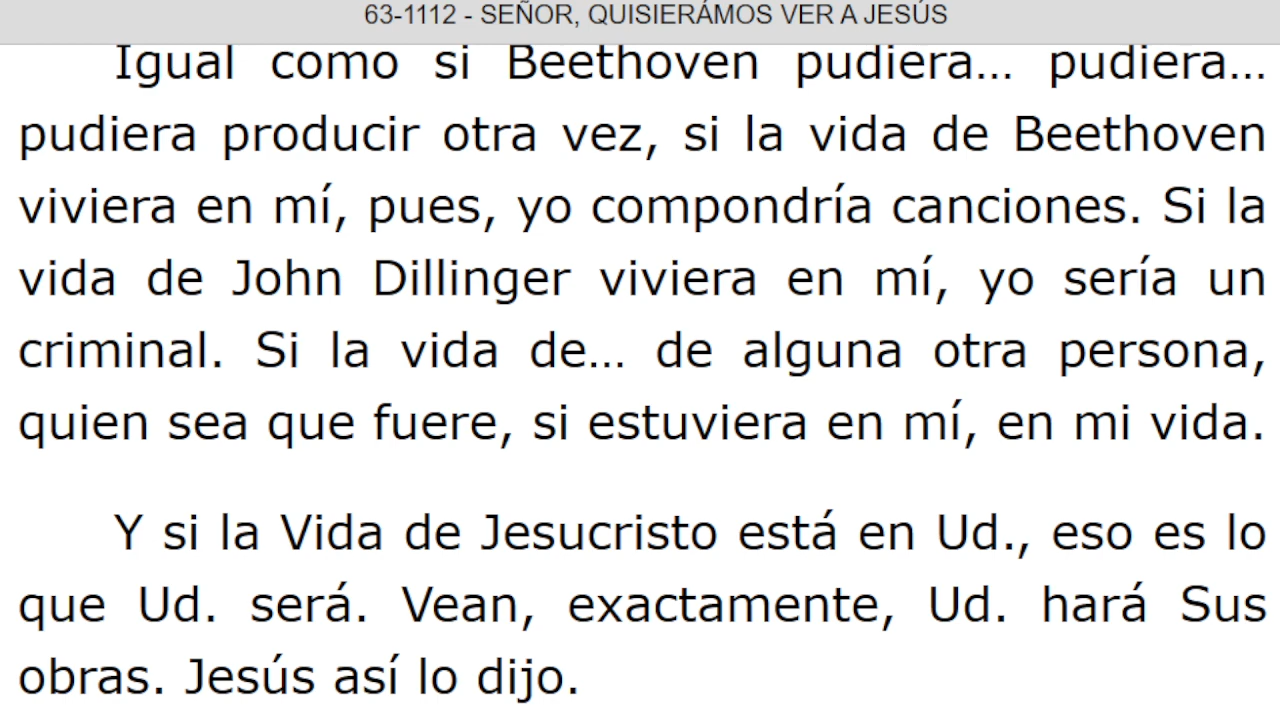 63-1112 - SEÑOR, QUISIERÁMOS VER A JESÚS
Igual como si Beethoven pudiera... pudiera...
pudiera producir otra vez, si la vida de Beethoven
viviera en mí, pues, yo compondría canciones. Si la
vida de John Dillinger viviera en mí, yo sería un
criminal. Si la vida de... de alguna otra persona,
quien sea que fuere, si estuviera en mí, en mi vida.
Y si la Vida de Jesucristo está en Ud., eso es lo
que Ud. será. Vean, exactamente, Ud. hará Sus
obras. Jesús así lo dijo.